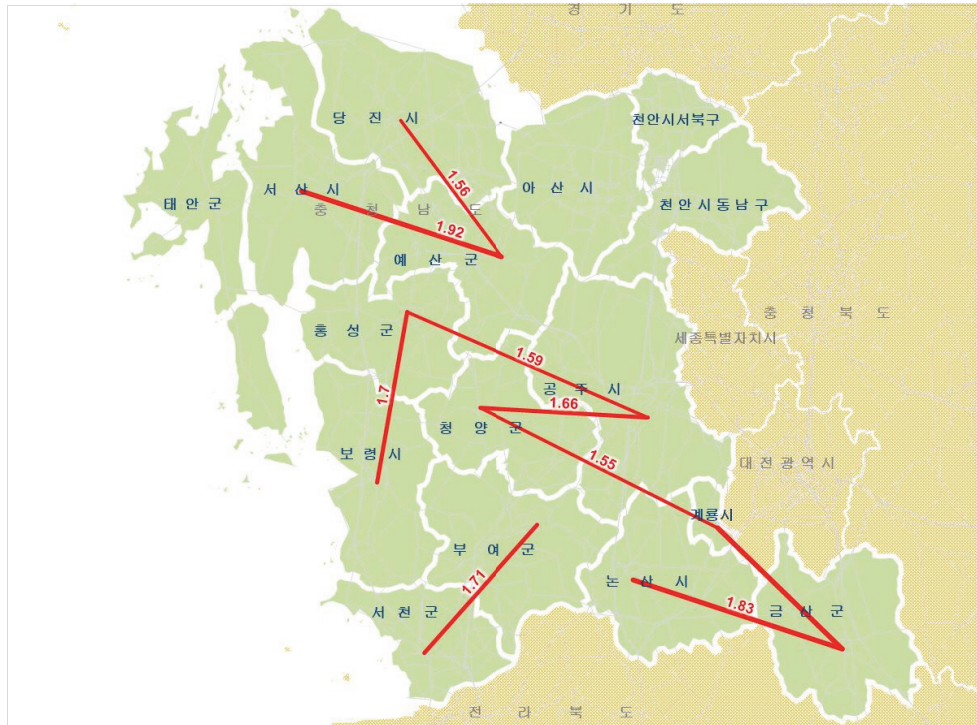 경 기 도
당 진 시
천안시서북구
태 안 군
서 산 시
아 산 시
천 안 시 동 남 구
1.56
충 청 남 도
1.92
예 산 군
충 청 북 도
홍 성 군
세종특별자치시
1.59
공 주 시
1.7
1.66
청 양 군
보 령 시
1.55
대 전 광 역 시
계룡시
부 여 군
1.71
논 산 시
1.83
금 산 군
서 천 군
전 라 북 도